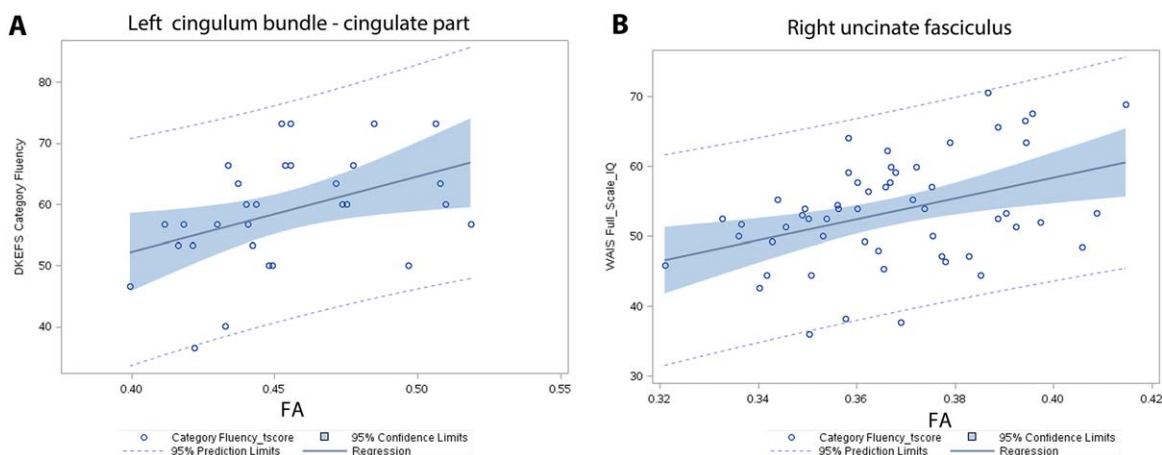 A
Left cingulum bundle - cingulate part
DKEFS Category Fluency
80
70
60
50
40
0.40 0.45 0.50 0.55
FA
Category Fluency_tscore 95% Confidence Limits
95% Prediction Limits Regression
B
Right uncinate fasciculus
WAIS Full_Scale_IQ
70
60
50
40
30
0.32 0.34 0.36 0.38 0.40 0.42
FA
Category Fluency_tscore 95% Confidence Limits
95% Prediction Limits Regression